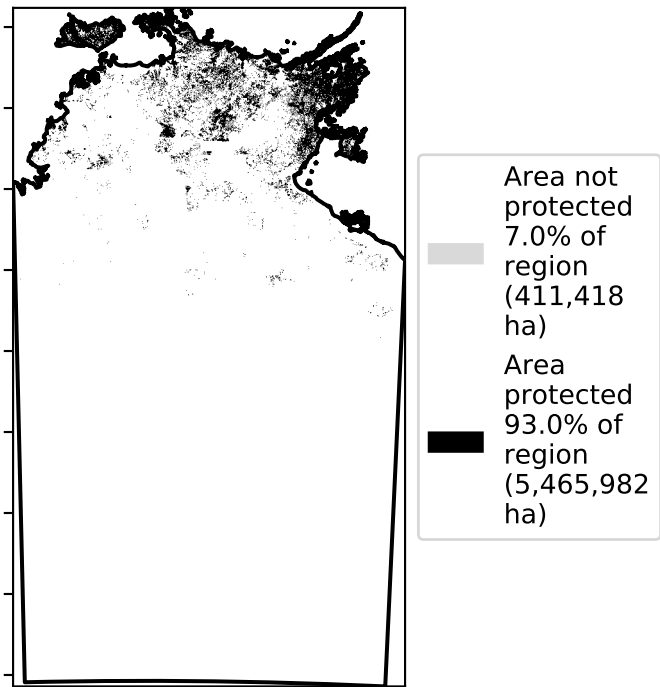 Area not
protected
7.0% of
region
(411,418
ha)
Area
protected
93.0% of
region
(5,465,982
ha)